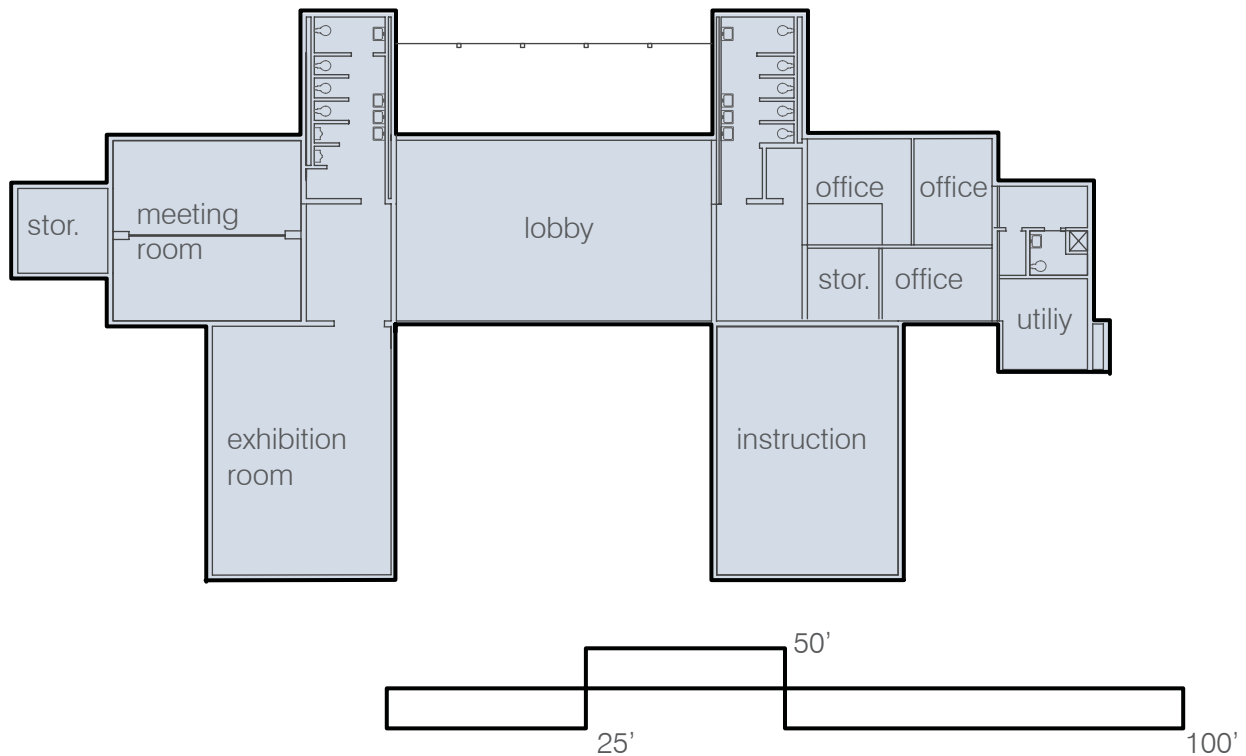 office
office
stor.
meeting
room
lobby
stor.
office
utiliy
exhibition
room
instruction
50’
25’
100’